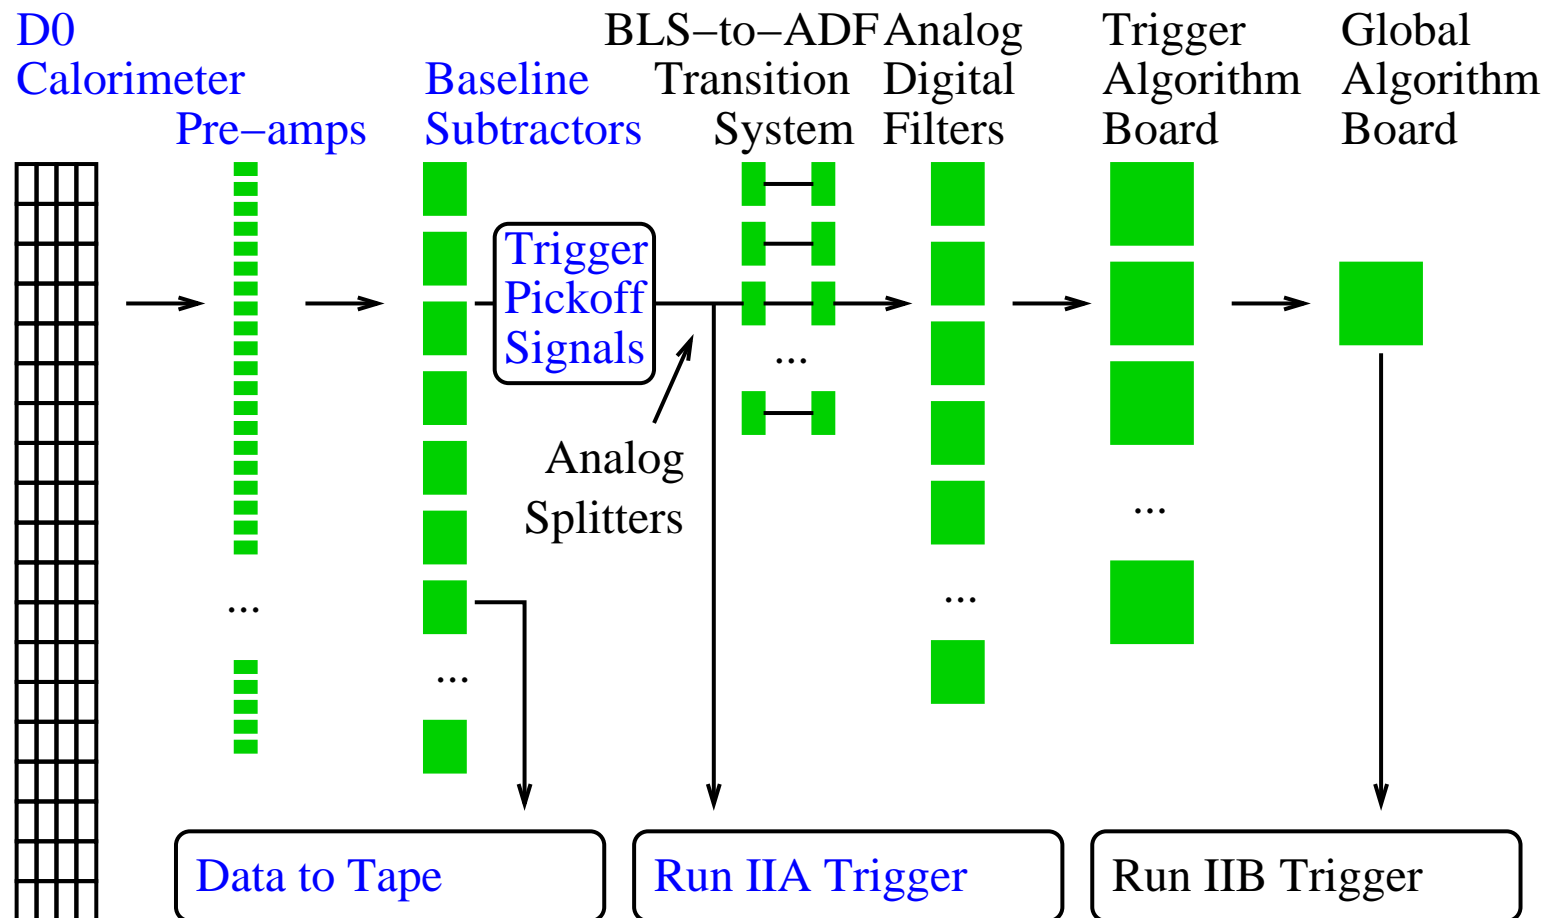 D0
Calorimeter
Pre−amps
Baseline
Subtractors
BLS−to−ADF
Transition
System
Analog
Digital
Filters
Trigger
Algorithm
Board
Global
Algorithm
Board
Trigger
Pickoff
Signals
...
Analog
Splitters
...
...
...
...
Data to Tape
Run IIA Trigger
Run IIB Trigger